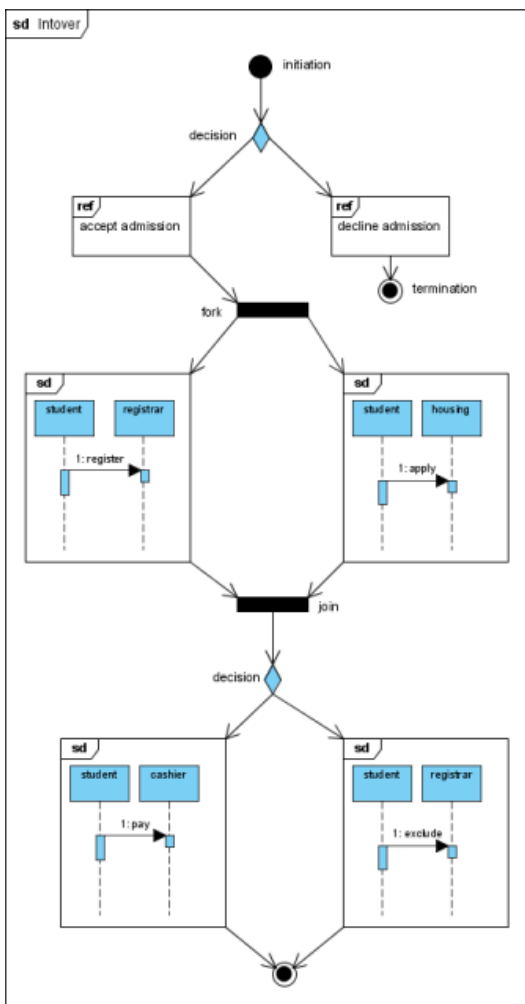 sd Intover
initiation
decision
ref
accept admission
ref
decline admission
termination
fork
sd
student registrar
1: register
sd
student housing
1: apply
join
decision
sd
student cashier
1: pay
sd
student registrar
1: exclude